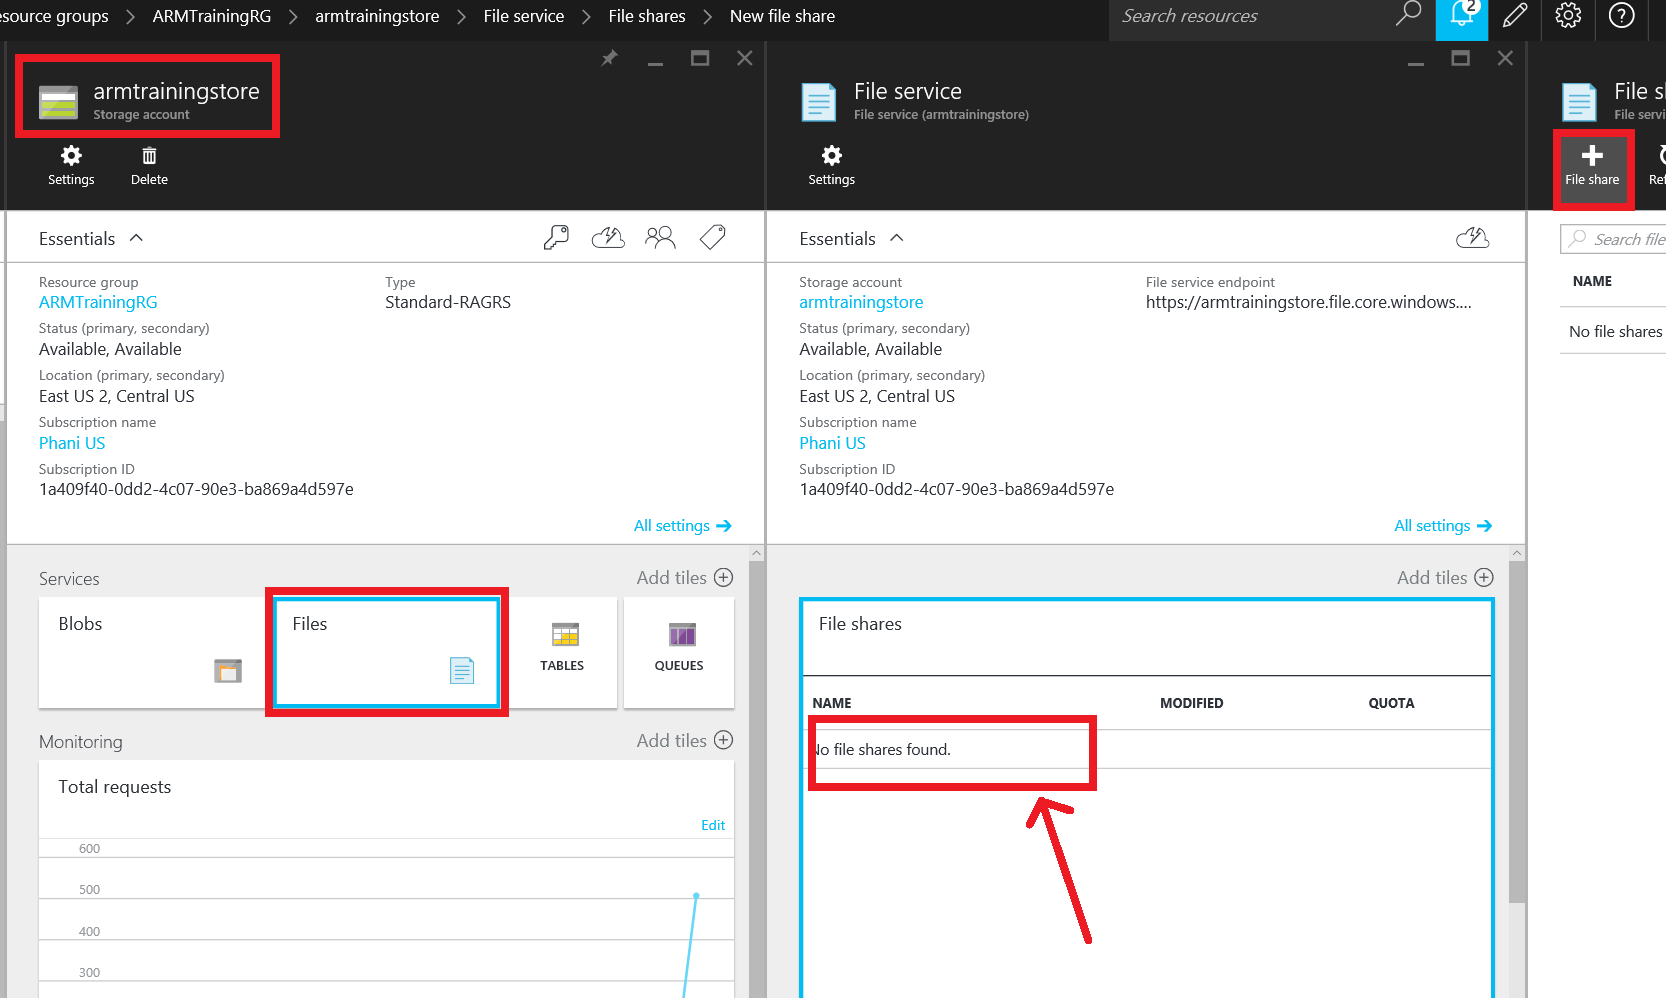 esource groups > ARMTrainingRG > armtrainingstore > File service > File shares > New file share
Search resources
2
armtrainingstore
Storage account
Settings
Delete
Essentials
Resource group
ARMTrainingRG
Type
Standard-RAGRS
Status (primary, secondary)
Available, Available
Location (primary, secondary)
East US 2, Central US
Subscription name
Phani US
Subscription ID
1a409f40-0dd2-4c07-90e3-ba869a4d597e
All settings
Services
Add tiles
Blobs
Files
TABLES
QUEUES
Monitoring
Add tiles
Total requests
Edit
600
500
400
300
File service
File service (armtrainingstore)
Settings
Essentials
Storage account
armtrainingstore
File service endpoint
https://armtrainingstore.file.core.windows....
Status (primary, secondary)
Available, Available
Location (primary, secondary)
East US 2, Central US
Subscription name
Phani US
Subscription ID
1a409f40-0dd2-4c07-90e3-ba869a4d597e
All settings
Add tiles
File shares
NAME MODIFIED QUOTA
No file shares found.
File s
File servi
File share
Ref
Search file
NAME
No file shares